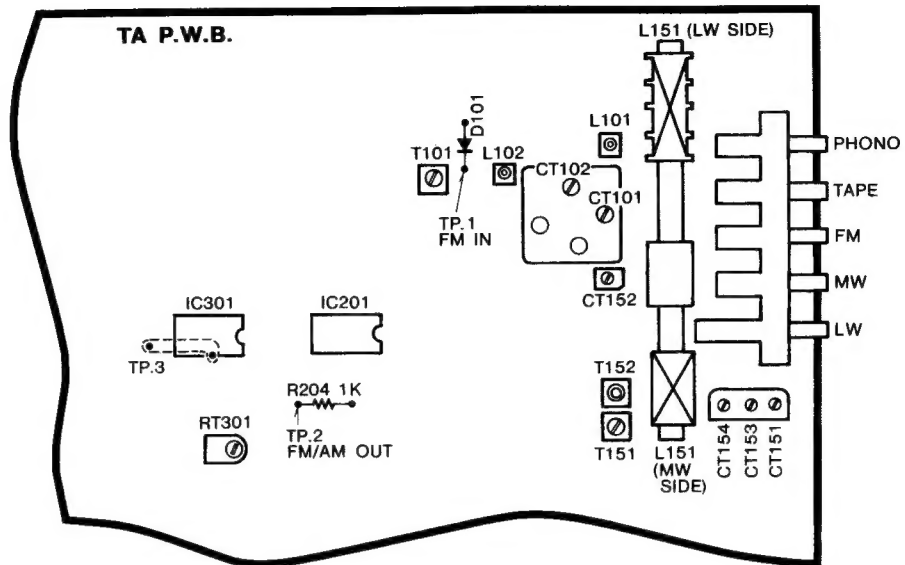 TA P.W.B.
L151 (LW SIDE)
D101
L101
T101
L102
CT102
CT101
TP.1
FM IN
CT152
PHONO
TAPE
FM
MW
LW
IC301
IC201
TP.3
R204 1K
RT301
TP.2
FM/AM OUT
T152
T151
L151
(MW
SIDE)
CT154
CT153
CT151